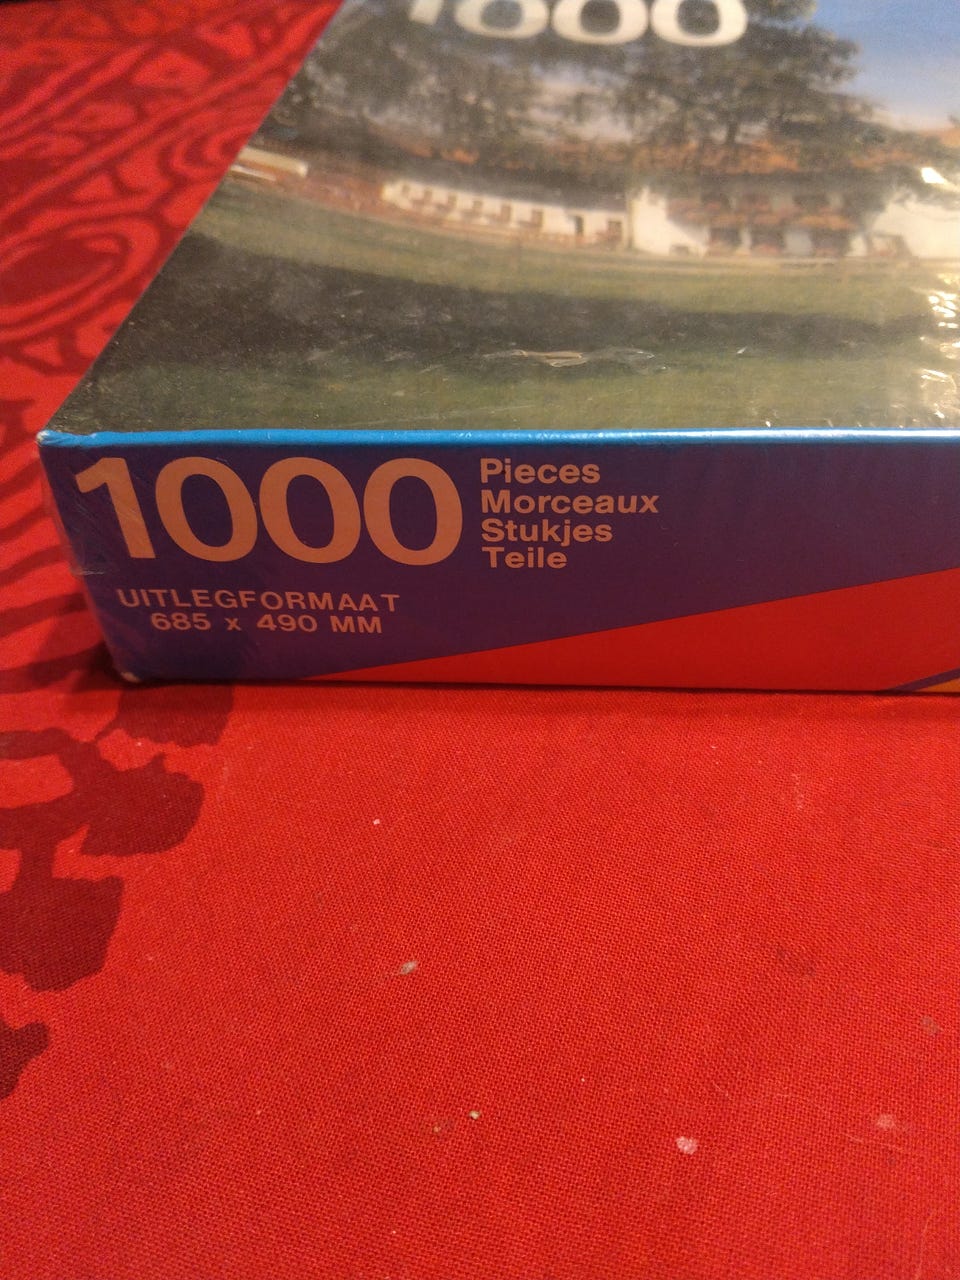 1000
1000
Pieces
Morceaux
Stukjes
Teile
UITLEGFORMAAT
685 x 490 MM